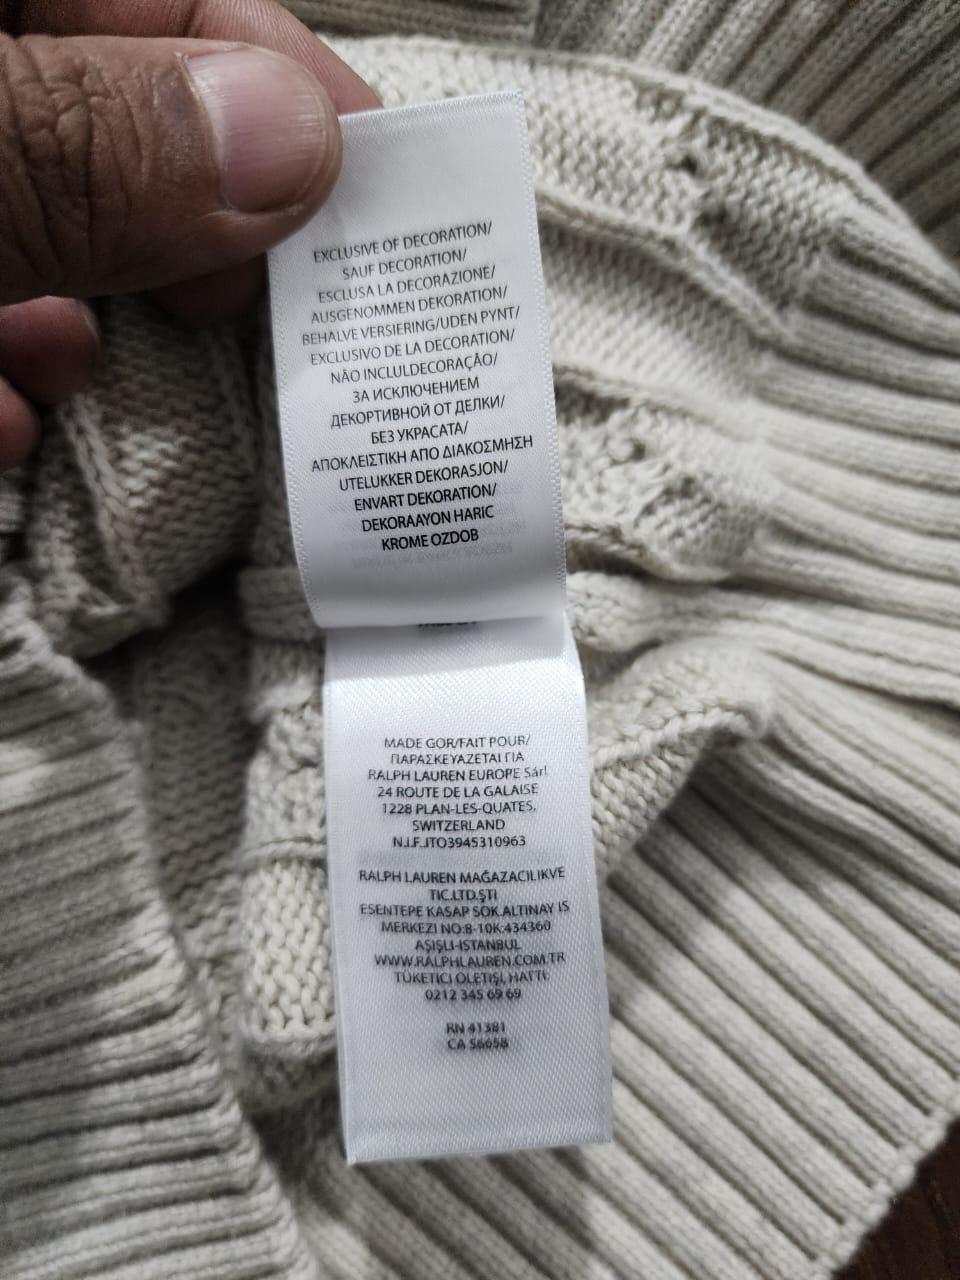 EXCLUSIVE OF DECORATION/
SAUF DECORATION/
ESCLUSA LA DECORAZIONE/
AUSGENOMMEN DEKORATION/
BEHALVE VERSIERING/UDEN PYNT/
EXCLUSIVO DE LA DECORATION/
NÃO INCLULDECORAÇÃO/
ЗА ИСКЛЮЧЕНИЕМ
ДЕКОРТИВНОЙ ОТ ДЕЛКИ/
БЕЗ УКРАСАТА/
ΑΠΟΚΛΕΙΣΤΙΚΗ ΑΠΟ ΔΙΑΚΟΣΜΗΣΗ
UTELUKKER DEKORASJON/
ENVART DEKORATION/
DEKORAAYON HARIC
KROME OZDOB
MADE GOR/FAIT POUR/
ΠΑΡΑΣΚΕΥΑΖΕΤΑΙ ΓΙΑ
RALPH LAUREN EUROPE Sárl
24 ROUTE DE LA GALAISE
1228 PLAN-LES-QUATES,
SWITZERLAND
N.I.F..ITO3945310963
RALPH LAUREN MAĞAZACILIKVE
TIC.LTD.ŞTI
ESENTEPE KASAP SOK.ALTINAY IS
MERKEZI NO:8-10K:434360
AŞIŞLI-ISTANBUL
WWW.RALPHLAUREN.COM.TR
TÜKETICI OLETIŞI, HATTI:
0212 345 69 69
RN 41381
CA 56658